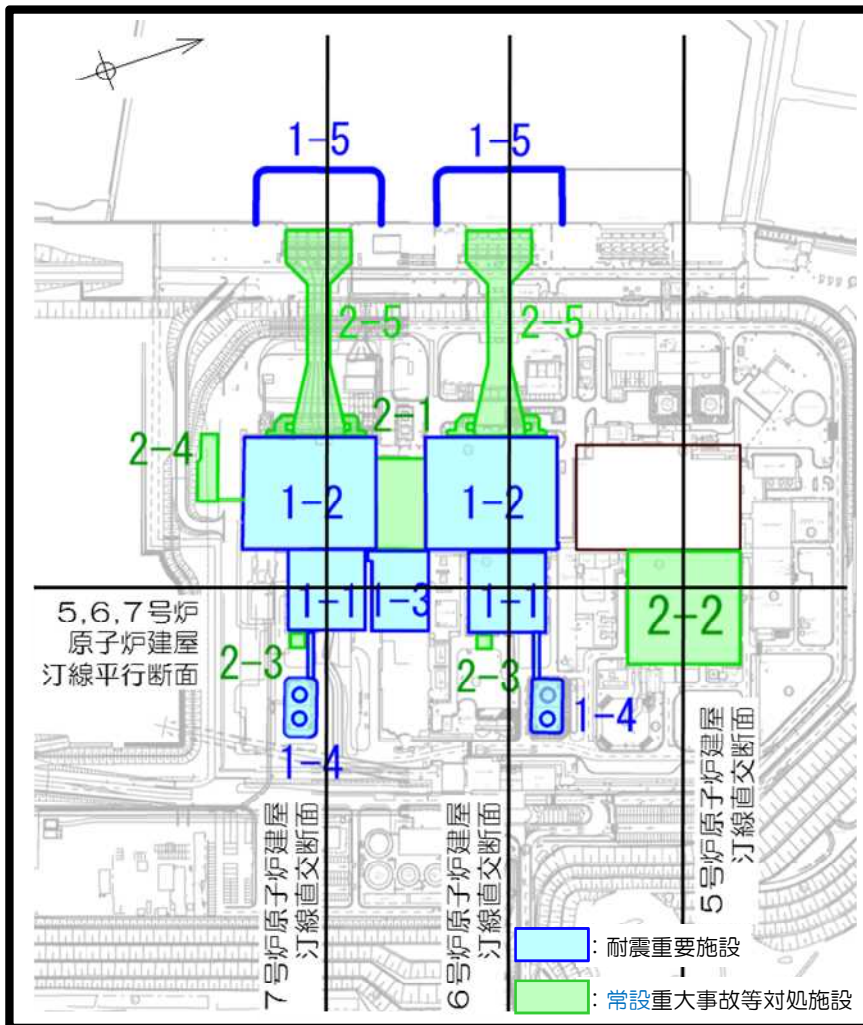 1-5
1-5
2-5
2-5
2-1
2-4
1-2
1-2
1-1
1-3
1-1
2-2
5,6,7号炉
原子炉建屋
汀線平行断面
2-3
2-3
1-4
1-4
7号炉原子炉建屋
汀線直交断面
6号炉原子炉建屋
汀線直交断面
5号炉原子炉建屋
汀線直交断面
：耐震重要施設
：常設重大事故等対処施設